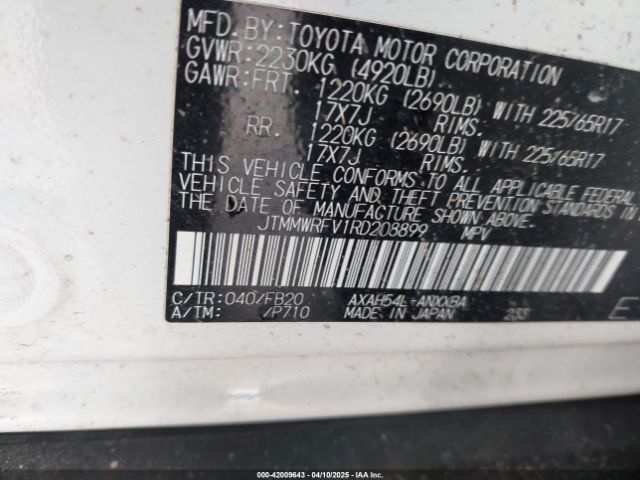 MFD. BY: TOYOTA MOTOR CORPORATION
GVWR: 2230KG (4920LB)
GAWR: FRT. 1220KG (2690LB) WITH 225/65R17
17X7J RIMS.
RR. 1220KG (2690LB) WITH 225/65R17
17X7J RIMS.
THIS VEHICLE CONFORMS TO ALL APPLICABLE FEDERAL
VEHICLE SAFETY AND THEFT PREVENTION
THE DATE OF MANUFACTURE SHOWN ABOVE.
JTMMWRFV1RD208899 MPV
C/TR: 040/FB20 AXAH54L-ANXXBA
A/TM: /P710 MADE IN JAPAN 233 E
000-42009643 - 04/10/2025 - IAA Inc.